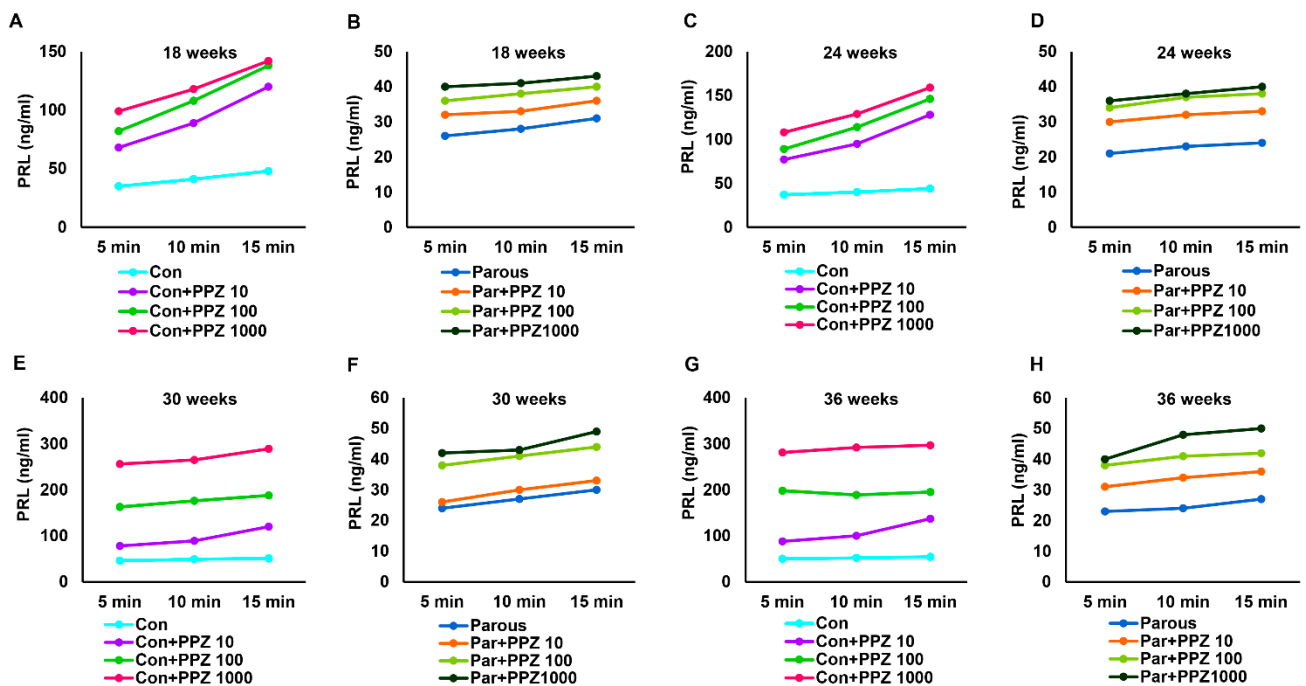 A
18 weeks
PRL (ng/ml)
150
100
50
0
5 min 10 min 15 min
Con
Con+PPZ 10
Con+PPZ 100
Con+PPZ 1000
B
18 weeks
PRL (ng/ml)
50
40
30
20
10
0
5 min 10 min 15 min
Parous
Par+PPZ 10
Par+PPZ 100
Par+PPZ1000
C
24 weeks
PRL (ng/ml)
200
150
100
50
0
5 min 10 min 15 min
Con
Con+PPZ 10
Con+PPZ 100
Con+PPZ 1000
D
24 weeks
PRL (ng/ml)
50
40
30
20
10
0
5 min 10 min 15 min
Parous
Par+PPZ 10
Par+PPZ 100
Par+PPZ1000
E
30 weeks
PRL (ng/ml)
400
300
200
100
0
5 min 10 min 15 min
Con
Con+PPZ 10
Con+PPZ 100
Con+PPZ 1000
F
30 weeks
PRL (ng/ml)
60
50
40
30
20
10
0
5 min 10 min 15 min
Parous
Par+PPZ 10
Par+PPZ 100
Par+PPZ1000
G
36 weeks
PRL (ng/ml)
400
300
200
100
0
5 min 10 min 15 min
Con
Con+PPZ 10
Con+PPZ 100
Con+PPZ 1000
H
36 weeks
PRL (ng/ml)
60
50
40
30
20
10
0
5 min 10 min 15 min
Parous
Par+PPZ 10
Par+PPZ 100
Par+PPZ1000